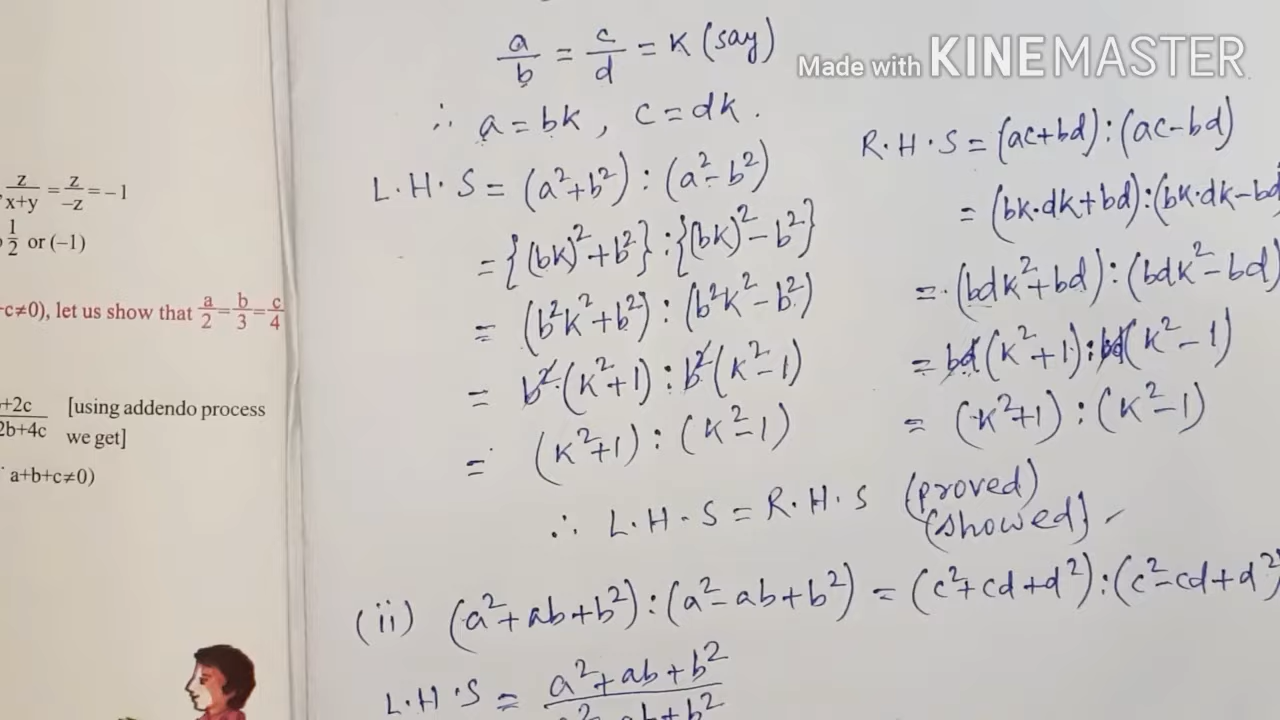 a/b = c/d = K (say)
Made with KINEMASTER
∴ a = bk, c = dk.
L.H.S = (a²+b²) : (a²-b²)
= {(bk)²+b²} : {(bk)²-b²}
= (b²k²+b²) : (b²k²-b²)
= b²(k²+1) : b²(k²-1)
= (k²+1) : (k²-1)
R.H.S = (ac+bd) : (ac-bd)
= (bk·dk+bd) : (bk·dk-bd
= (bdk²+bd) : (bdk²-bd)
= bd(k²+1) : bd(k²-1)
= (k²+1) : (k²-1)
∴ L.H.S = R.H.S (proved)
(showed)
(ii) (a²+ab+b²) : (a²-ab+b²) = (c²+cd+d²) : (c²-cd+d²
L.H.S = a²+ab+b²
z/x+y = z/-z = -1
1/2 or (-1)
c≠0), let us show that a/2 = b/3 = c/4
+2c/2b+4c [using addendo process
we get]
a+b+c≠0)